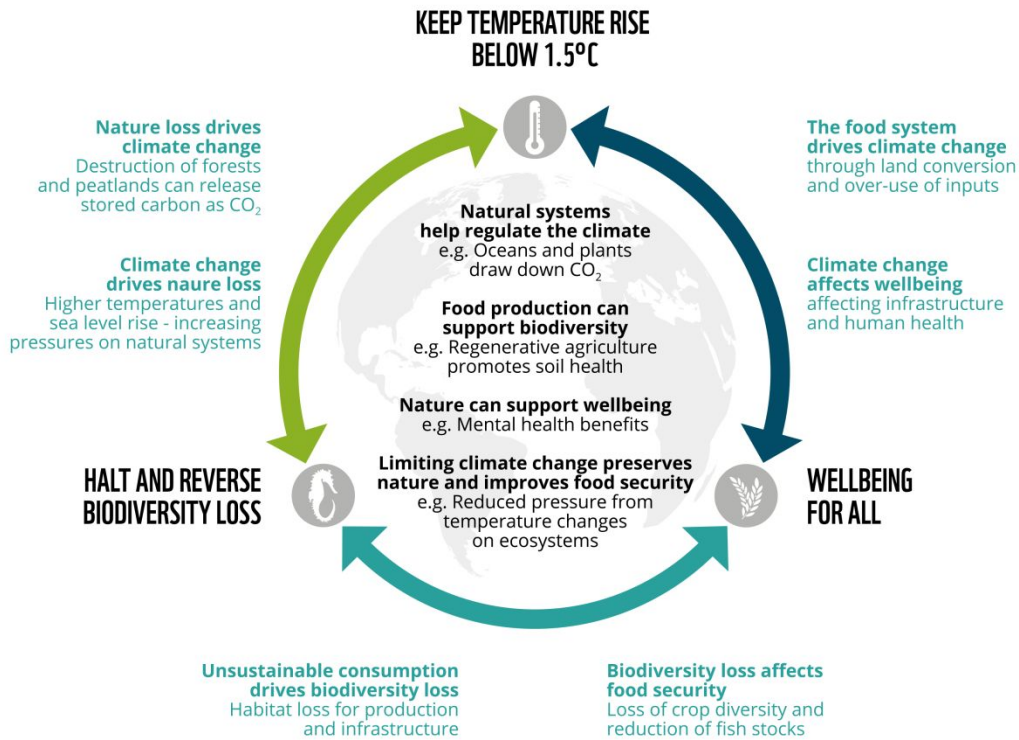 KEEP TEMPERATURE RISE
BELOW 1.5ºC
Nature loss drives
climate change
Destruction of forests
and peatlands can release
stored carbon as CO₂
Climate change
drives naure loss
Higher temperatures and
sea level rise - increasing
pressures on natural systems
The food system
drives climate change
through land conversion
and over-use of inputs
Climate change
affects wellbeing
affecting infrastructure
and human health
Natural systems
help regulate the climate
e.g. Oceans and plants
draw down CO₂
Food production can
support biodiversity
e.g. Regenerative agriculture
promotes soil health
Nature can support wellbeing
e.g. Mental health benefits
Limiting climate change preserves
nature and improves food security
e.g. Reduced pressure from
temperature changes
on ecosystems
HALT AND REVERSE
BIODIVERSITY LOSS
WELLBEING
FOR ALL
Unsustainable consumption
drives biodiversity loss
Habitat loss for production
and infrastructure
Biodiversity loss affects
food security
Loss of crop diversity and
reduction of fish stocks